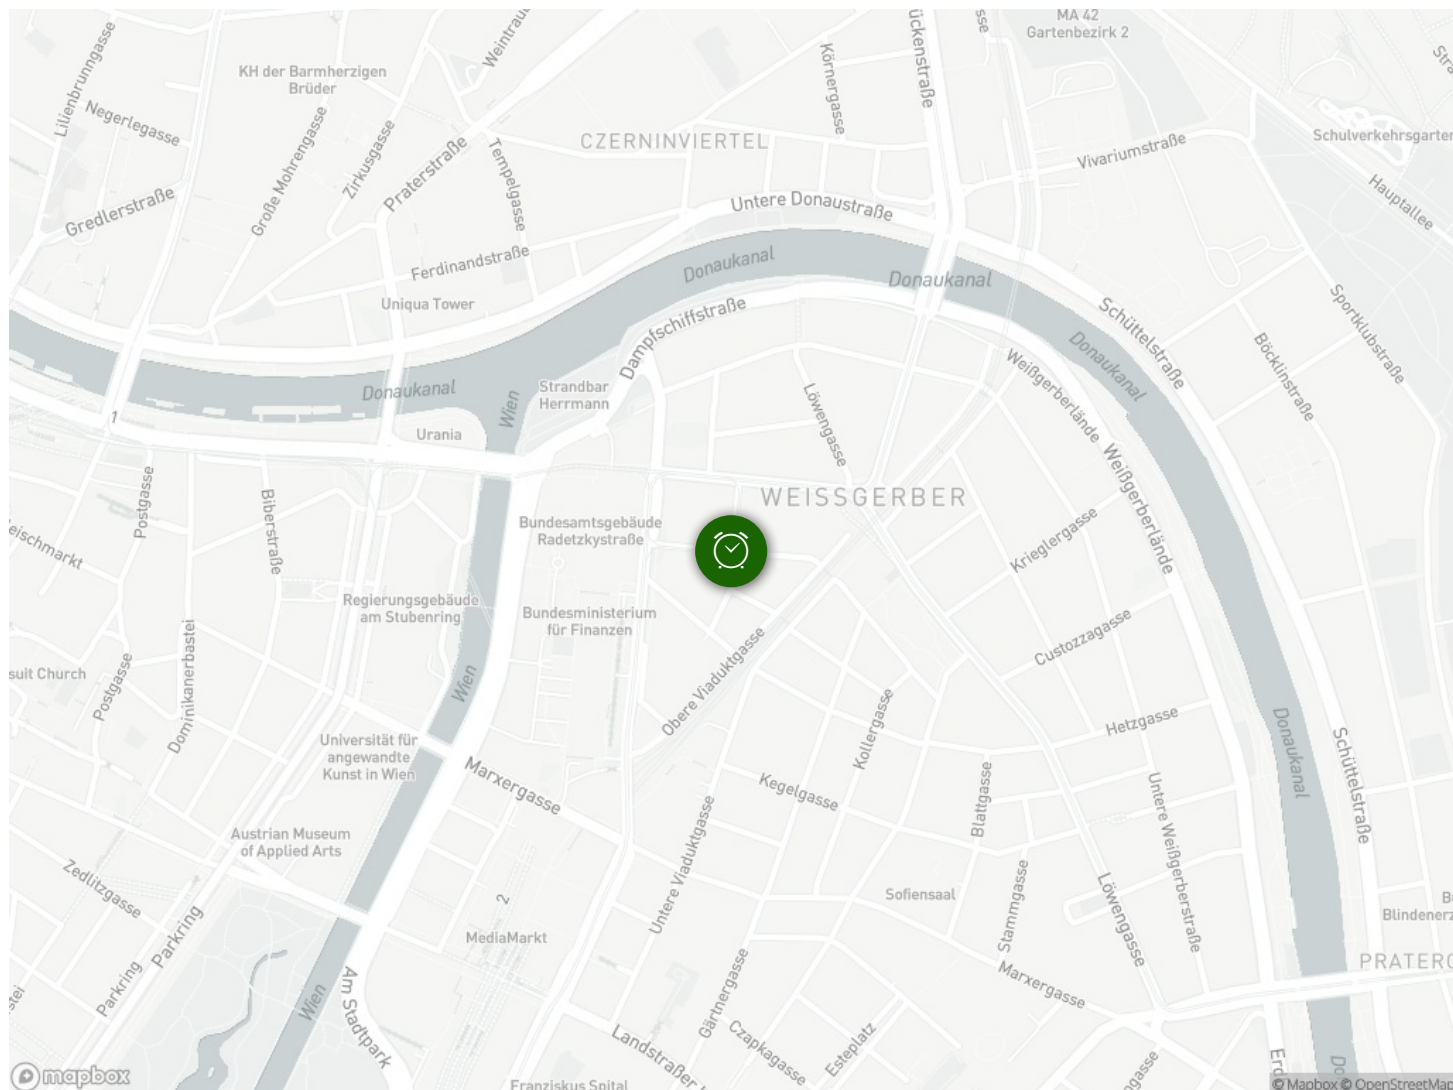 MA 42
Gartenbezirk 2
Lilienbrunngasse
KH der Barmherzigen
Brüder
Körnergasse
Negerlegasse
Große Mohrengasse
Zirkusgasse
Praterstraße
Tempelgasse
CZERNINVIERTEL
Vivariumstraße
Schulverkehrsgarten
Hauptallee
Gredlerstraße
Untere Donaustraße
Ferdinandstraße
Donaukanal
Donaukanal
Uniqua Tower
Dampfschiffstraße
Schüttelstraße
Sportklubstraße
Böcklinstraße
Donaukanal
Donaukanal
Strandbar
Herrmann
Wien
Löwengasse
Weißgerberlände
Weißgerberlände
1
Urania
WEISSGERBER
Postgasse
Biberstraße
Bundesamtsgebäude
Radetzkystraße
Krieglergasse
Regierungsgebäude
am Stubenring
Bundesministerium
für Finanzen
Custozzagasse
Obere Viaduktgasse
Wien
Postgasse
Dominikanerbastei
Kollergasse
Hetzgasse
Donaukanal
Schüttelstraße
Universität für
angewandte
Kunst in Wien
Marxergasse
Kegelgasse
Blattgasse
Untere Weißgerberstraße
Untere Viaduktgasse
Austrian Museum
of Applied Arts
Zedlitzgasse
Sofiensaal
Stammgasse
Löwengasse
2
MediaMarkt
Parkring
Parkring
Wien
Am Stadtpark
Gärtnergasse
Marxergasse
Czapkagasse
Esteplatz
Franziskus Spital
mapbox
© Mapbox © OpenStreetMap